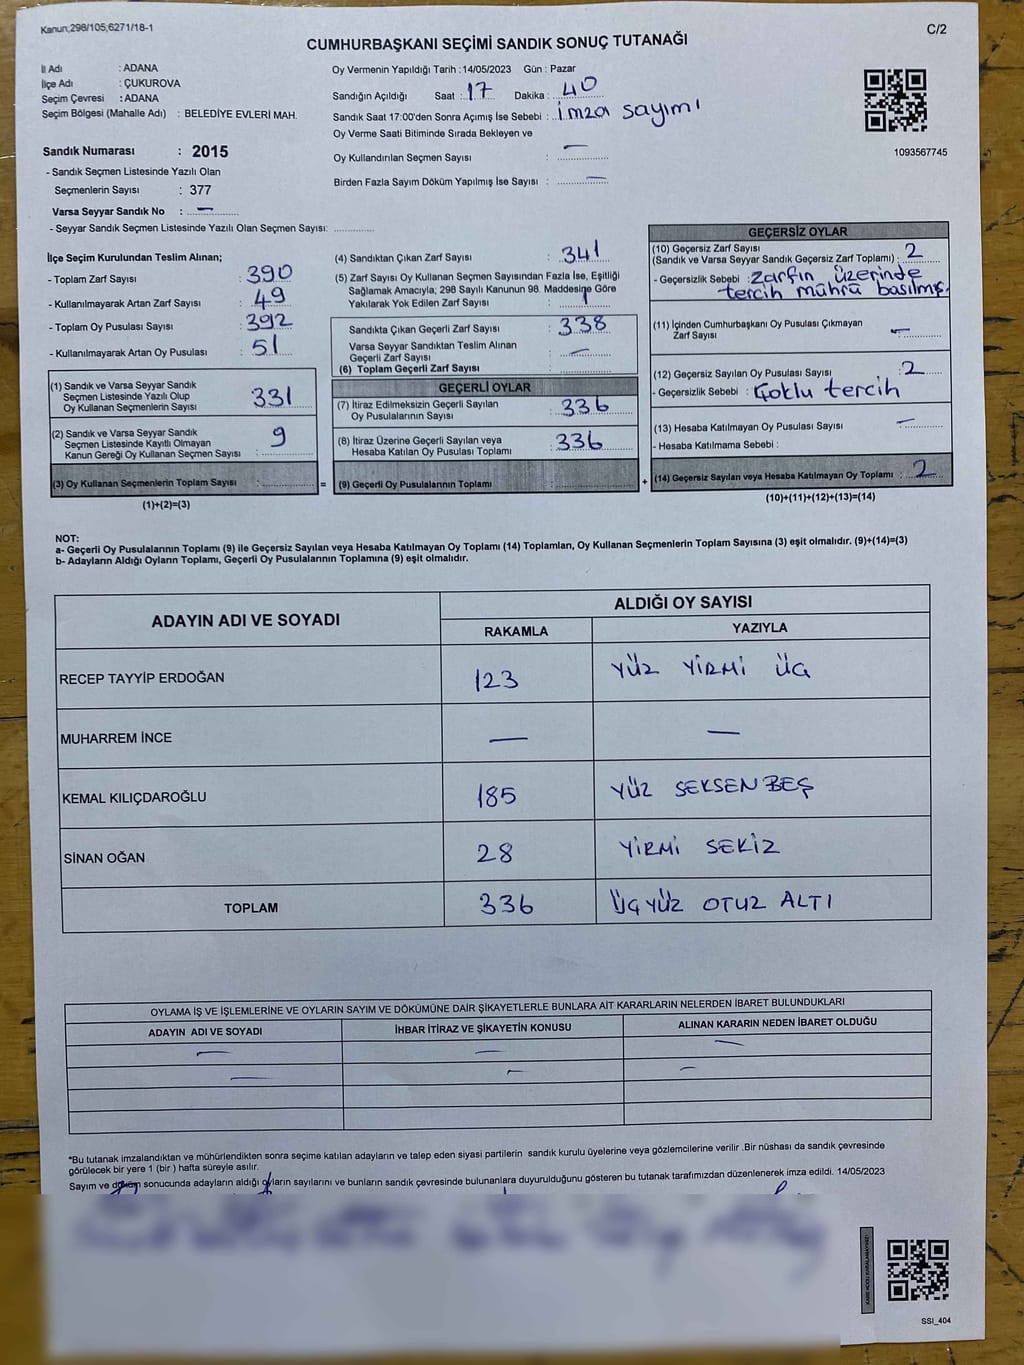 Kanun;298/105;6271/18-1
C/2
CUMHURBAŞKANI SEÇİMİ SANDIK SONUÇ TUTANAĞI
İl Adı : ADANA
İlçe Adı : ÇUKUROVA
Seçim Çevresi : ADANA
Seçim Bölgesi (Mahalle Adı) : BELEDİYE EVLERİ MAH.
Sandık Numarası : 2015
- Sandık Seçmen Listesinde Yazılı Olan
Seçmenlerin Sayısı : 377
Varsa Seyyar Sandık No : —
- Seyyar Sandık Seçmen Listesinde Yazılı Olan Seçmen Sayısı:
Oy Vermenin Yapıldığı Tarih :14/05/2023 Gün : Pazar
Sandığın Açıldığı Saat : 17 Dakika : 40
Sandık Saat 17:00'den Sonra Açımış İse Sebebi : imza sayımı
Oy Verme Saati Bitiminde Sırada Bekleyen ve
Oy Kullandırılan Seçmen Sayısı : —
Birden Fazla Sayım Döküm Yapılmış İse Sayısı : —
1093567745
İlçe Seçim Kurulundan Teslim Alınan;
- Toplam Zarf Sayısı : 390
- Kullanılmayarak Artan Zarf Sayısı : 49
- Toplam Oy Pusulası Sayısı : 392
- Kullanılmayarak Artan Oy Pusulası : 51
(1) Sandık ve Varsa Seyyar Sandık
Seçmen Listesinde Yazılı Olup
Oy Kullanan Seçmenlerin Sayısı : 331
(2) Sandık ve Varsa Seyyar Sandık
Seçmen Listesinde Kayıtlı Olmayan
Kanun Gereği Oy Kullanan Seçmen Sayısı : 9
(3) Oy Kullanan Seçmenlerin Toplam Sayısı :
(1)+(2)=(3)
(4) Sandıktan Çıkan Zarf Sayısı : 341
(5) Zarf Sayısı Oy Kullanan Seçmen Sayısından Fazla İse, Eşitliği
Sağlamak Amacıyla; 298 Sayılı Kanunun 98. Maddesine Göre
Yakılarak Yok Edilen Zarf Sayısı : 1
Sandıkta Çıkan Geçerli Zarf Sayısı : 338
Varsa Seyyar Sandıktan Teslim Alınan
Geçerli Zarf Sayısı : —
(6) Toplam Geçerli Zarf Sayısı :
GEÇERLİ OYLAR
(7) İtiraz Edilmeksizin Geçerli Sayılan
Oy Pusulalarının Sayısı : 336
(8) İtiraz Üzerine Geçerli Sayılan veya
Hesaba Katılan Oy Pusulası Toplamı : 336
= (9) Geçerli Oy Pusulalarının Toplamı :
GEÇERSİZ OYLAR
(10) Geçersiz Zarf Sayısı
(Sandık ve Varsa Seyyar Sandık Geçersiz Zarf Toplamı) : 2
- Geçersizlik Sebebi : Zarfın üzerinde
tercih mührü basılmış.
(11) İçinden Cumhurbaşkanı Oy Pusulası Çıkmayan
Zarf Sayısı : —
(12) Geçersiz Sayılan Oy Pusulası Sayısı : 2
- Geçersizlik Sebebi : Çoklu tercih
(13) Hesaba Katılmayan Oy Pusulası Sayısı : —
- Hesaba Katılmama Sebebi :
+ (14) Geçersiz Sayılan veya Hesaba Katılmayan Oy Toplamı : 2
(10)+(11)+(12)+(13)=(14)
NOT:
a- Geçerli Oy Pusulalarının Toplamı (9) ile Geçersiz Sayılan veya Hesaba Katılmayan Oy Toplamı (14) Toplamları, Oy Kullanan Seçmenlerin Toplam Sayısına (3) eşit olmalıdır. (9)+(14)=(3)
b- Adayların Aldığı Oyların Toplamı, Geçerli Oy Pusulalarının Toplamına (9) eşit olmalıdır.
ADAYIN ADI VE SOYADI
ALDIĞI OY SAYISI
RAKAMLA YAZIYLA
RECEP TAYYİP ERDOĞAN 123 YÜZ YİRMİ ÜÇ
MUHARREM İNCE — —
KEMAL KILIÇDAROĞLU 185 YÜZ SEKSEN BEŞ
SİNAN OĞAN 28 YİRMİ SEKİZ
TOPLAM 336 ÜÇ YÜZ OTUZ ALTI
OYLAMA İŞ VE İŞLEMLERİNE VE OYLARIN SAYIM VE DÖKÜMÜNE DAİR ŞİKAYETLERLE BUNLARA AİT KARARLARIN NELERDEN İBARET BULUNDUKLARI
ADAYIN ADI VE SOYADI İHBAR İTİRAZ VE ŞİKAYETİN KONUSU ALINAN KARARIN NEDEN İBARET OLDUĞU
— — —
— — —
*Bu tutanak imzalandıktan ve mühürlendikten sonra seçime katılan adayların ve talep eden siyasi partilerin sandık kurulu üyelerine veya gözlemcilerine verilir .Bir nüshası da sandık çevresinde
görülecek bir yere 1 (bir ) hafta süreyle asılır.
Sayım ve döküm sonucunda adayların aldığı oyların sayılarını ve bunların sandık çevresinde bulunanlara duyurulduğunu gösteren bu tutanak tarafımızdan düzenlenerek imza edildi. 14/05/2023
SSI_404